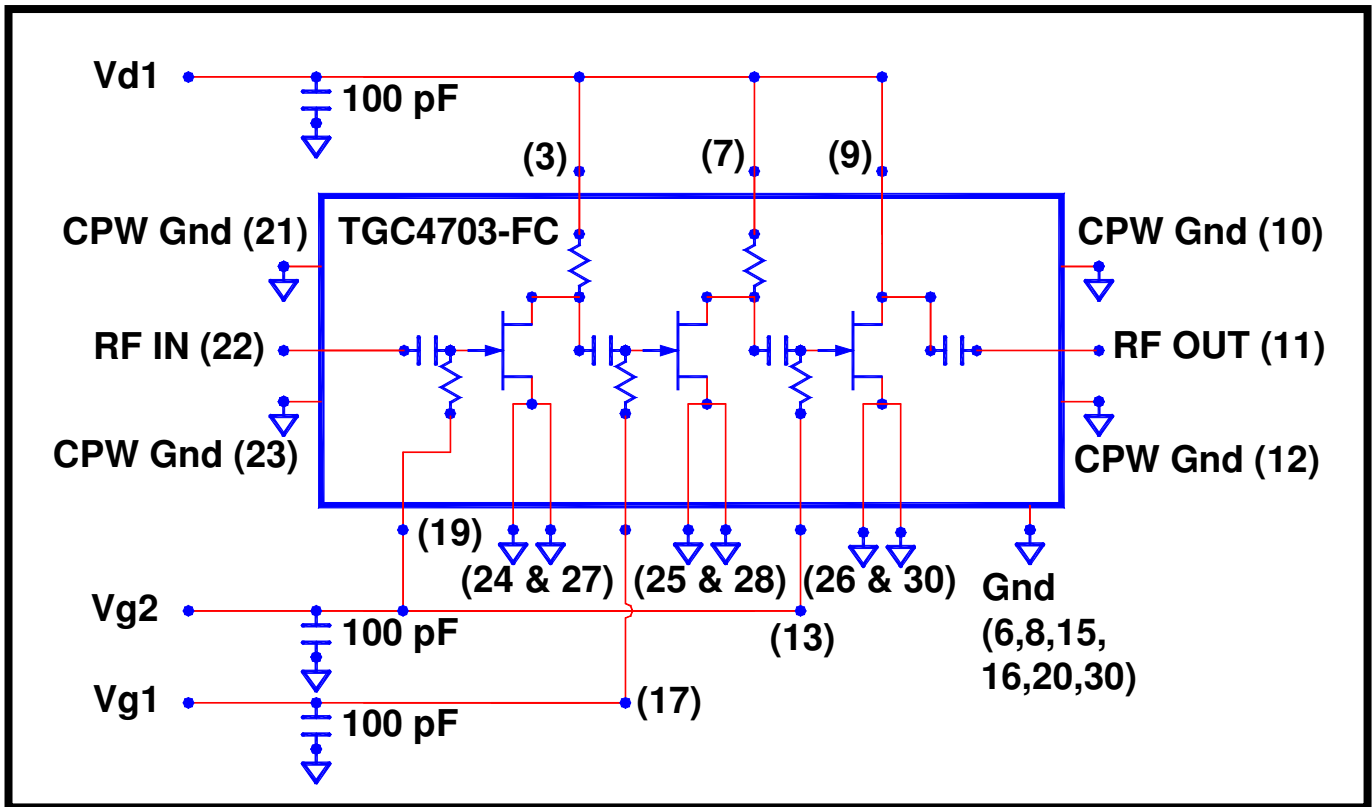 Vd1
100 pF
(3)
(7)
(9)
CPW Gnd (21)
TGC4703-FC
CPW Gnd (10)
RF IN (22)
RF OUT (11)
CPW Gnd (23)
CPW Gnd (12)
(19)
(24 & 27)
(25 & 28)
(26 & 30)
Gnd
(6,8,15,
16,20,30)
Vg2
100 pF
(13)
Vg1
100 pF
(17)